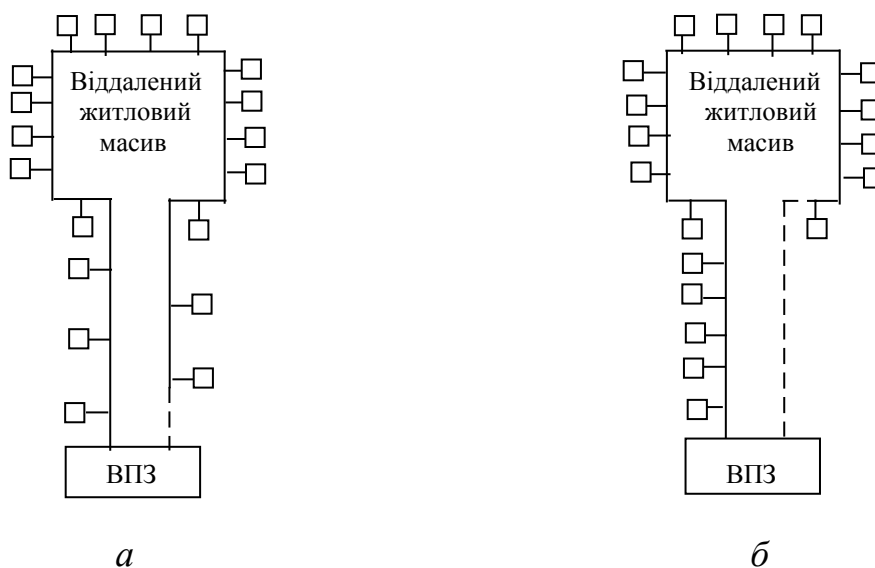 Віддалений
житловий
масив
Віддалений
житловий
масив
ВПЗ
ВПЗ
а
б